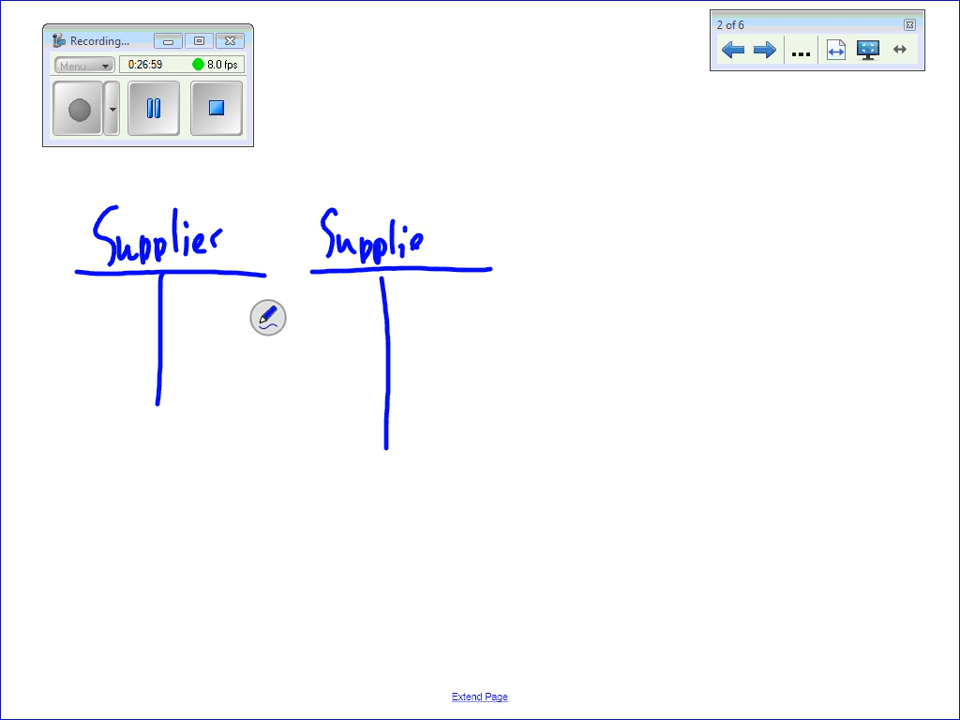 Recording...
2 of 6
Menu
0:26:59
8.0 fps
...
Supplier
Supplie
Extend Page